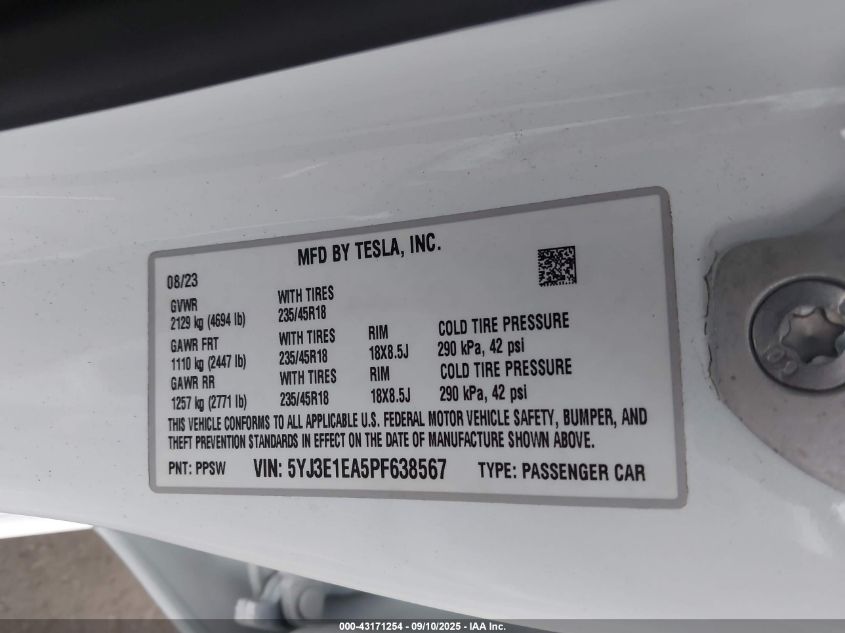 MFD BY TESLA, INC.
08/23
GVWR
2129 kg (4694 lb)
WITH TIRES
235/45R18
GAWR FRT
1110 kg (2447 lb)
WITH TIRES
235/45R18
RIM
18X8.5J
COLD TIRE PRESSURE
290 kPa, 42 psi
GAWR RR
1257 kg (2771 lb)
WITH TIRES
235/45R18
RIM
18X8.5J
COLD TIRE PRESSURE
290 kPa, 42 psi
THIS VEHICLE CONFORMS TO ALL APPLICABLE U.S. FEDERAL MOTOR VEHICLE SAFETY, BUMPER, AND
THEFT PREVENTION STANDARDS IN EFFECT ON THE DATE OF MANUFACTURE SHOWN ABOVE.
PNT: PPSW VIN: 5YJ3E1EA5PF638567 TYPE: PASSENGER CAR
000-43171254 - 09/10/2025 - IAA Inc.